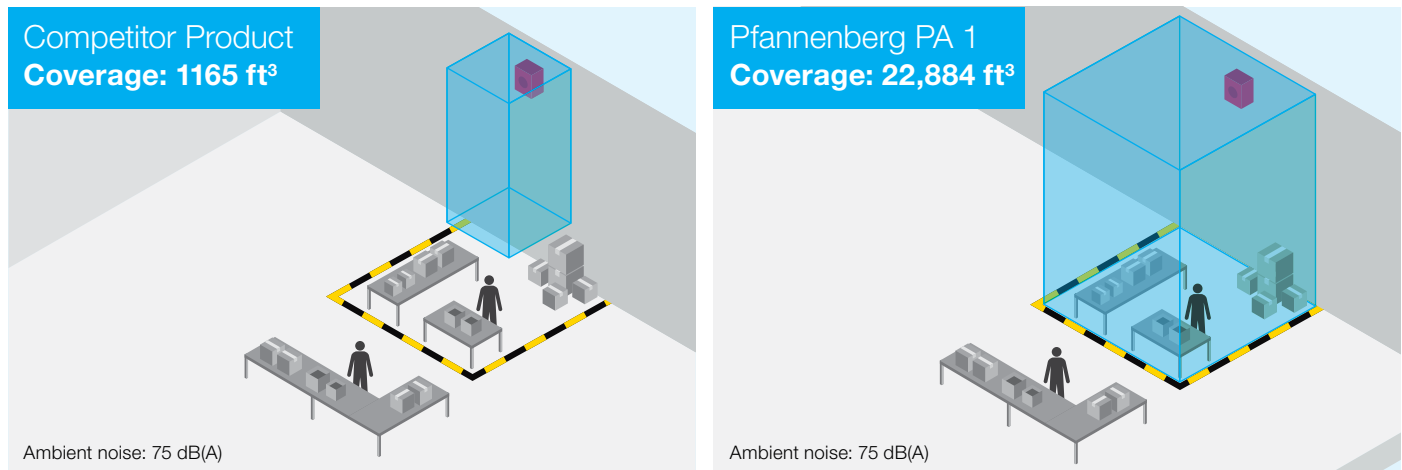 Competitor Product
Coverage: 1165 ft³
Ambient noise: 75 dB(A)
Pfannenberg PA 1
Coverage: 22,884 ft³
Ambient noise: 75 dB(A)